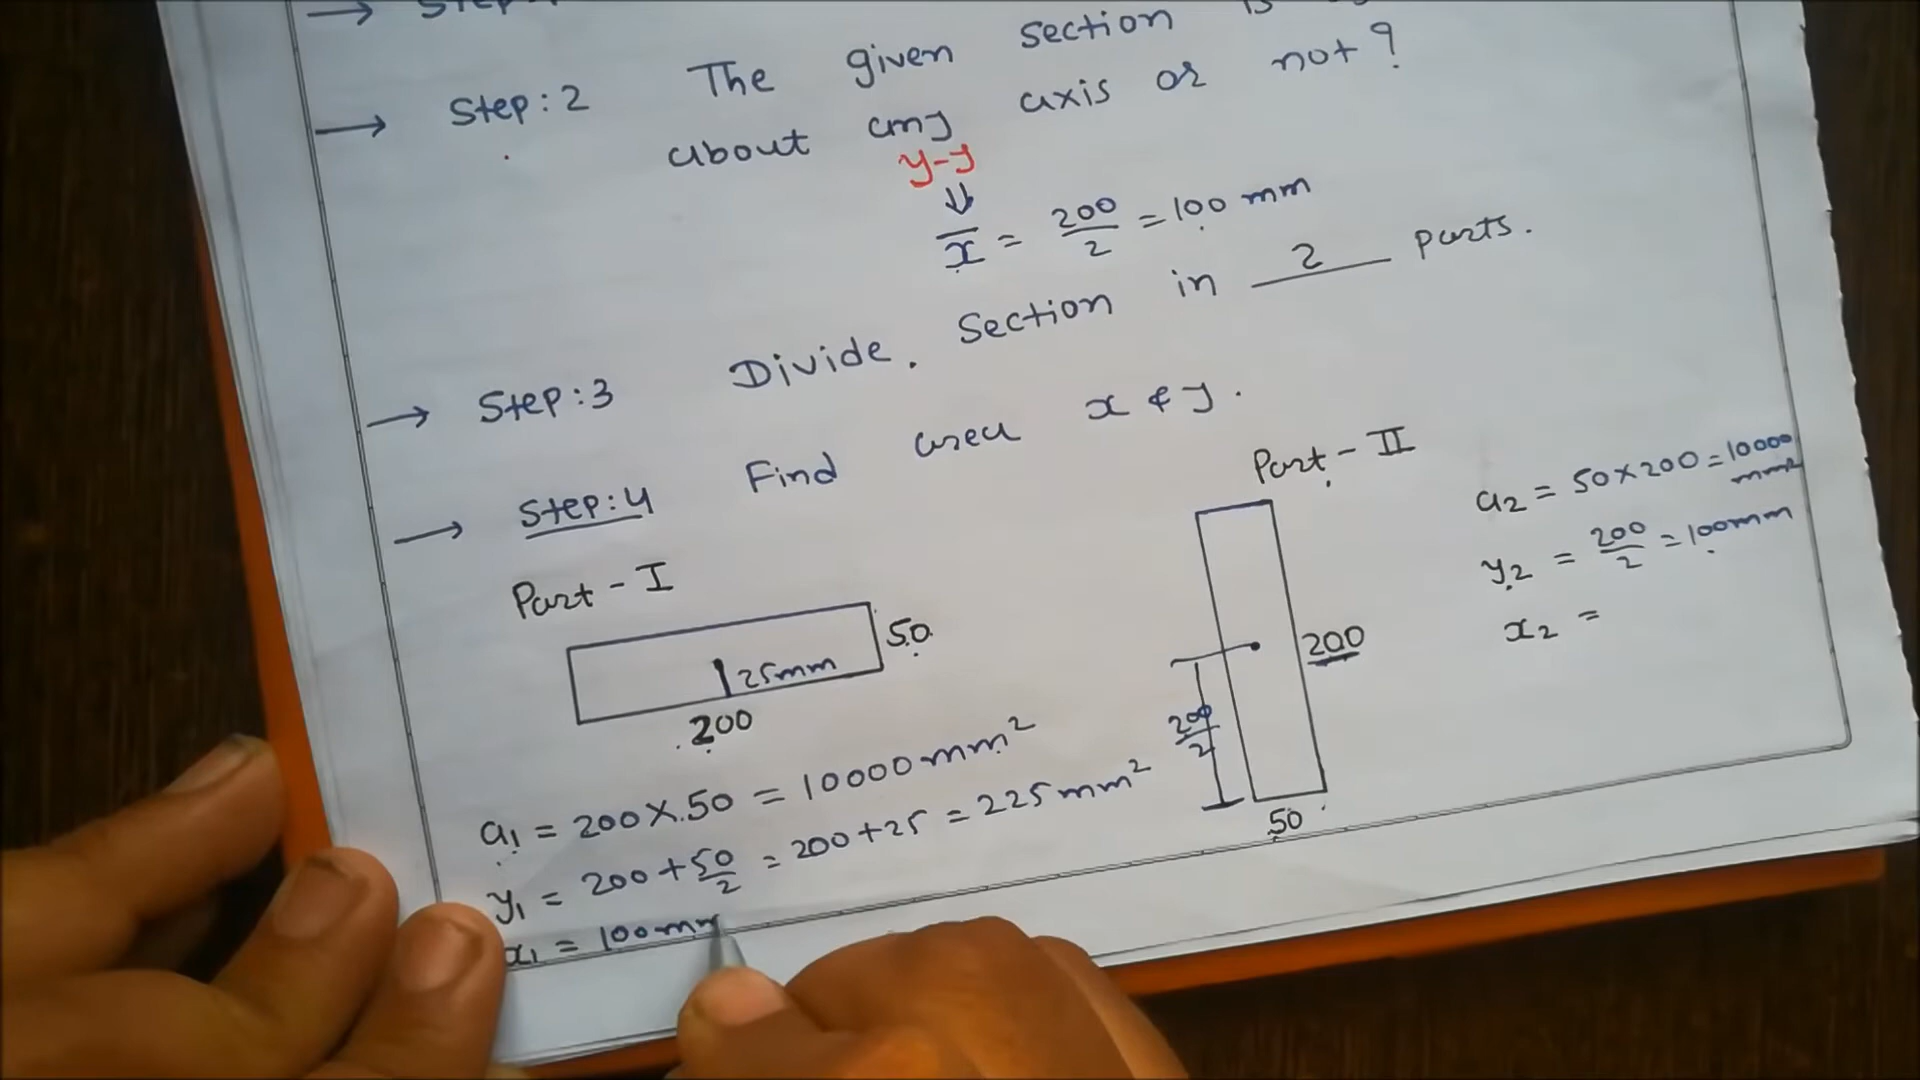 → Step
→ Step:2 The given section is
about any axis or not?
y-y
⇓
x̄ = 200/2 = 100 mm
→ Step:3 Divide. Section in 2 parts.
→ Step:4 Find area x & y.
Part-I
50
25mm
200
a1 = 200×50 = 10000mm²
y1 = 200+50/2 = 200+25 = 225mm²
x1 = 100mm
Part-II
200
200/2
50
a2 = 50×200 = 10000 mm²
y2 = 200/2 = 100mm
x2 =